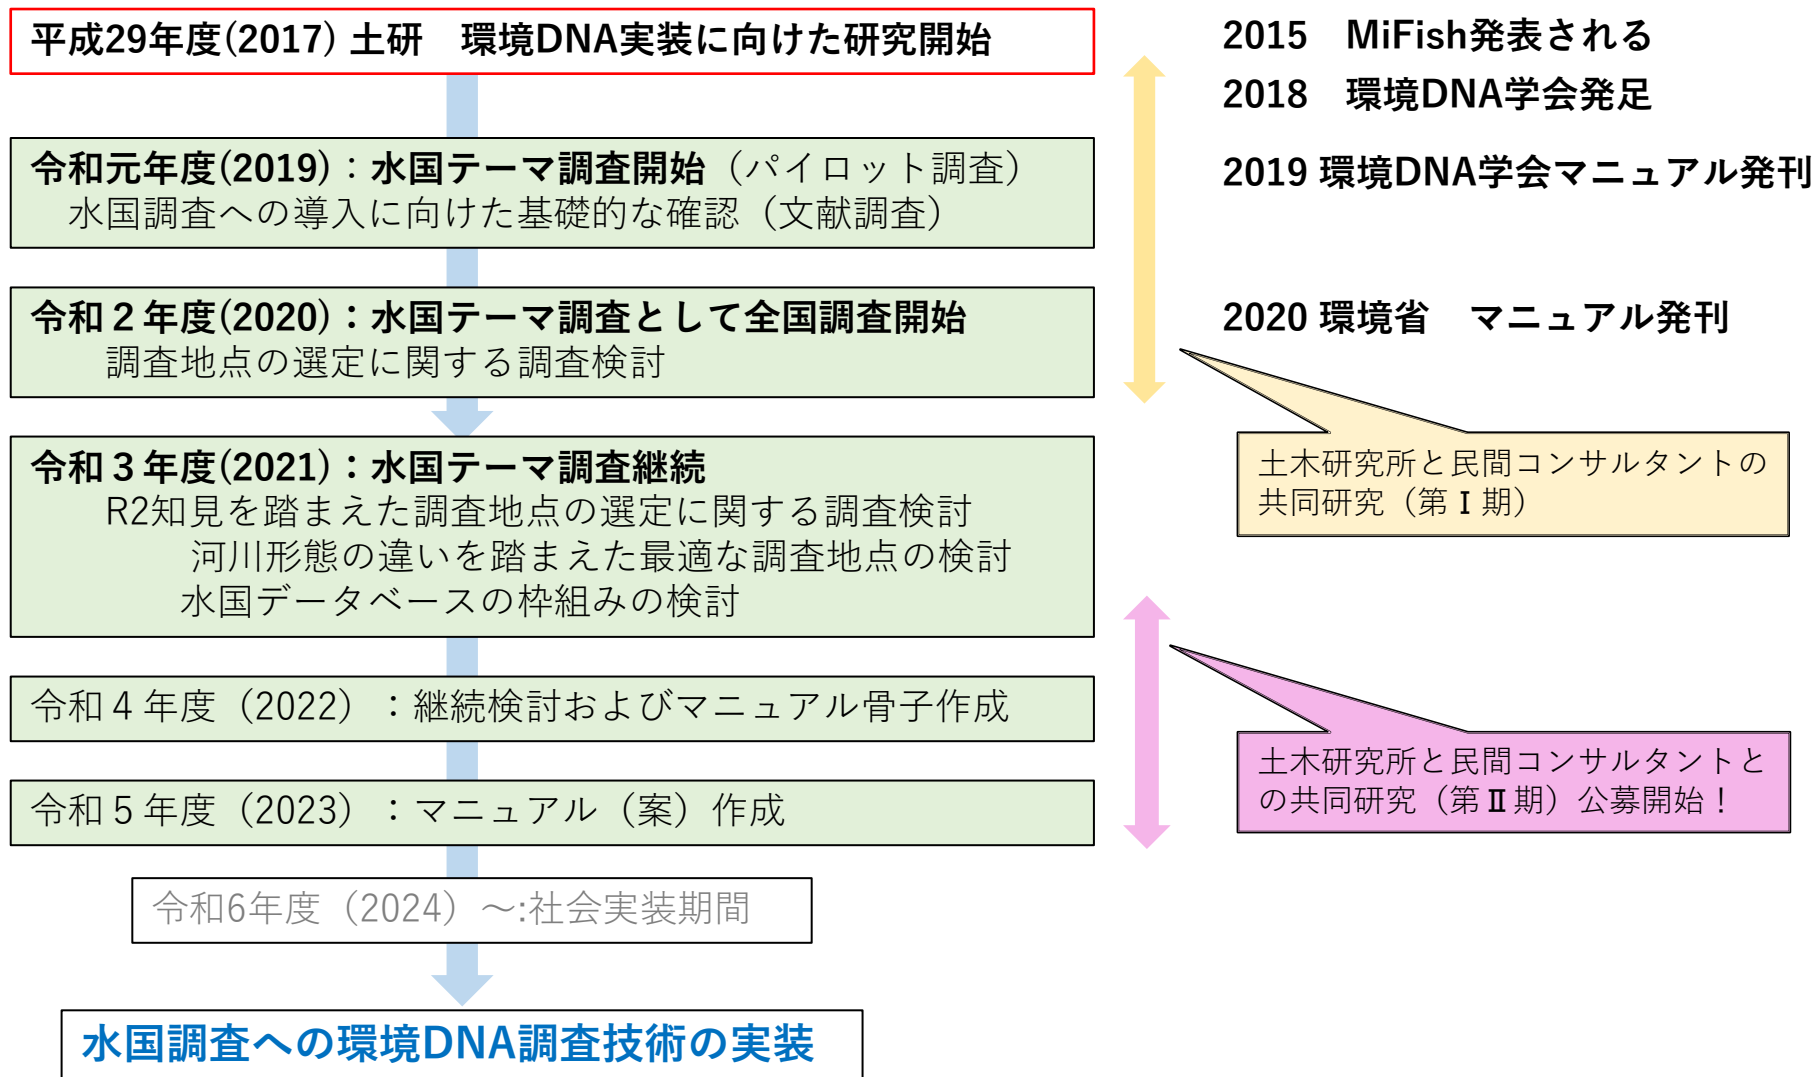 平成29年度(2017) 土研　環境DNA実装に向けた研究開始
令和元年度(2019)：水国テーマ調査開始（パイロット調査）
水国調査への導入に向けた基礎的な確認（文献調査）
令和２年度(2020)：水国テーマ調査として全国調査開始
調査地点の選定に関する調査検討
令和３年度(2021)：水国テーマ調査継続
R2知見を踏まえた調査地点の選定に関する調査検討
河川形態の違いを踏まえた最適な調査地点の検討
水国データベースの枠組みの検討
令和４年度（2022）：継続検討およびマニュアル骨子作成
令和５年度（2023）：マニュアル（案）作成
令和6年度（2024）～:社会実装期間
水国調査への環境DNA調査技術の実装
2015　MiFish発表される
2018　環境DNA学会発足
2019 環境DNA学会マニュアル発刊
2020 環境省　マニュアル発刊
土木研究所と民間コンサルタントの
共同研究（第Ⅰ期）
土木研究所と民間コンサルタントと
の共同研究（第Ⅱ期）公募開始！